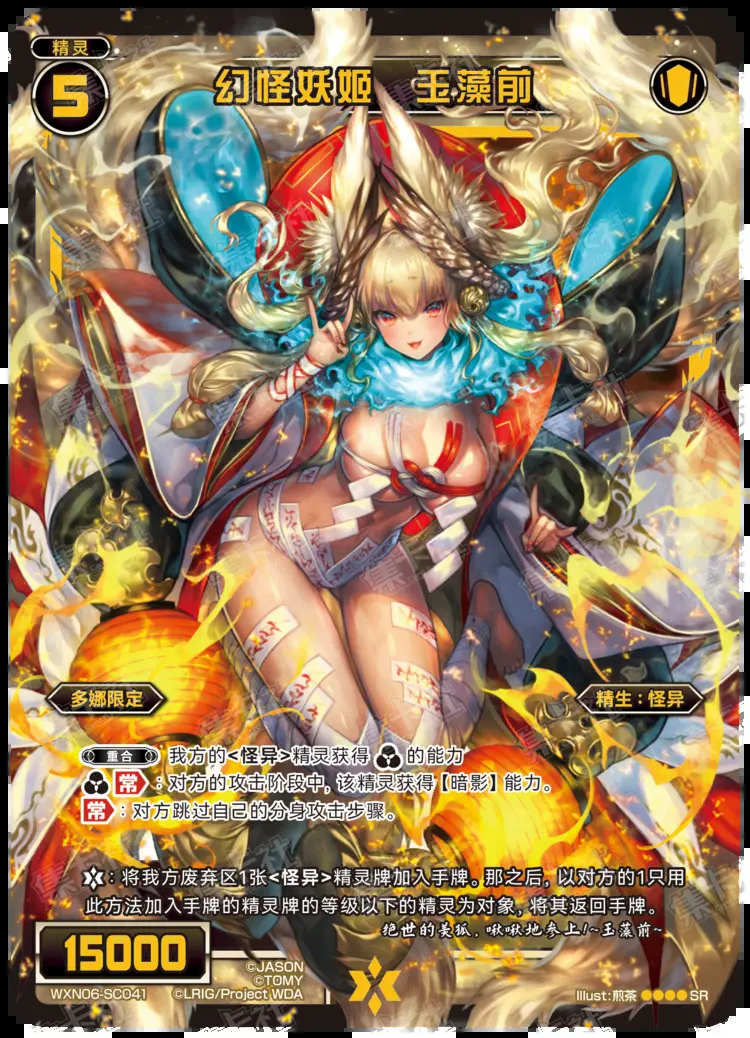 精灵
5
幻怪妖姬 玉藻前
多娜限定
精生：怪异
重合 我方的<怪异>精灵获得 的能力
常：对方的攻击阶段中，该精灵获得【暗影】能力。
常：对方跳过自己的分身攻击步骤。
：将我方废弃区1张<怪异>精灵牌加入手牌。那之后，以对方的1只用
此方法加入手牌的精灵牌的等级以下的精灵为对象，将其返回手牌。
绝世的美狐，啾啾地参上!~玉藻前~
15000
©JASON
©TOMY
WXN06-SC041 ©LRIG/Project WDA
Illust:煎茶 SR
集卡社